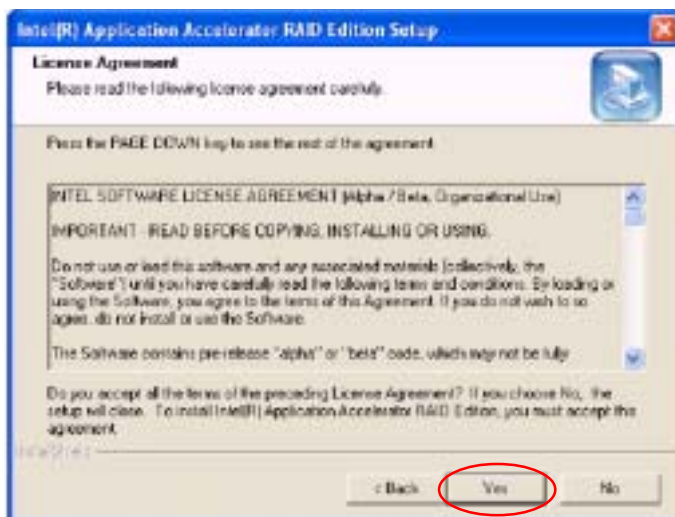 Intel(R) Application Accelerator RAID Edition Setup
License Agreement
Please read the following license agreement carefully.
Press the PAGE DOWN key to see the rest of the agreement.
INTEL SOFTWARE LICENSE AGREEMENT (Alpha / Beta, Organizational Use)
IMPORTANT - READ BEFORE COPYING, INSTALLING OR USING.
Do not use or load this software and any associated materials (collectively, the
"Software") until you have carefully read the following terms and conditions. By loading or
using the Software, you agree to the terms of this Agreement. If you do not wish to so
agree, do not install or use the Software.
The Software contains pre-release "alpha" or "beta" code, which may not be fully
Do you accept all the terms of the preceding License Agreement? If you choose No, the
setup will close. To install Intel(R) Application Accelerator RAID Edition, you must accept this
agreement.
InstallShield
< Back
Yes
No